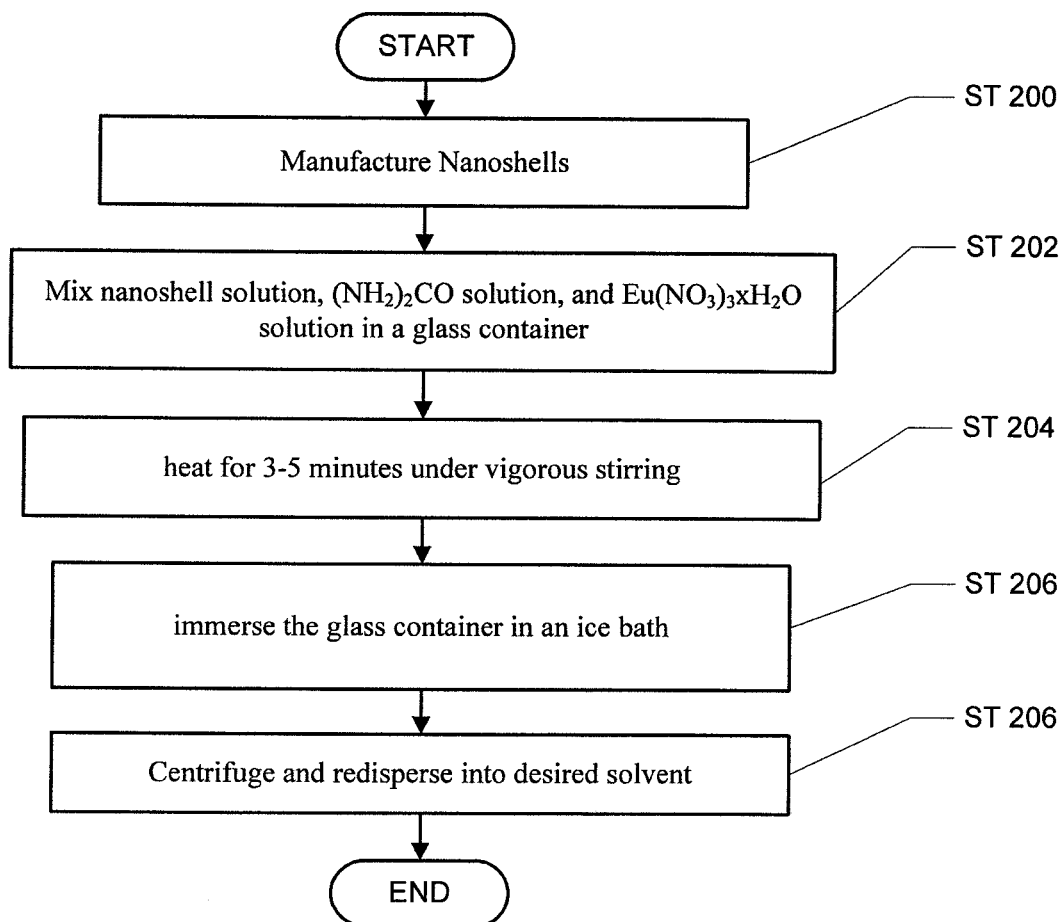 START
ST 200
Manufacture Nanoshells
ST 202
Mix nanoshell solution, (NH₂)₂CO solution, and Eu(NO₃)₃xH₂O
solution in a glass container
ST 204
heat for 3-5 minutes under vigorous stirring
ST 206
immerse the glass container in an ice bath
ST 206
Centrifuge and redisperse into desired solvent
END